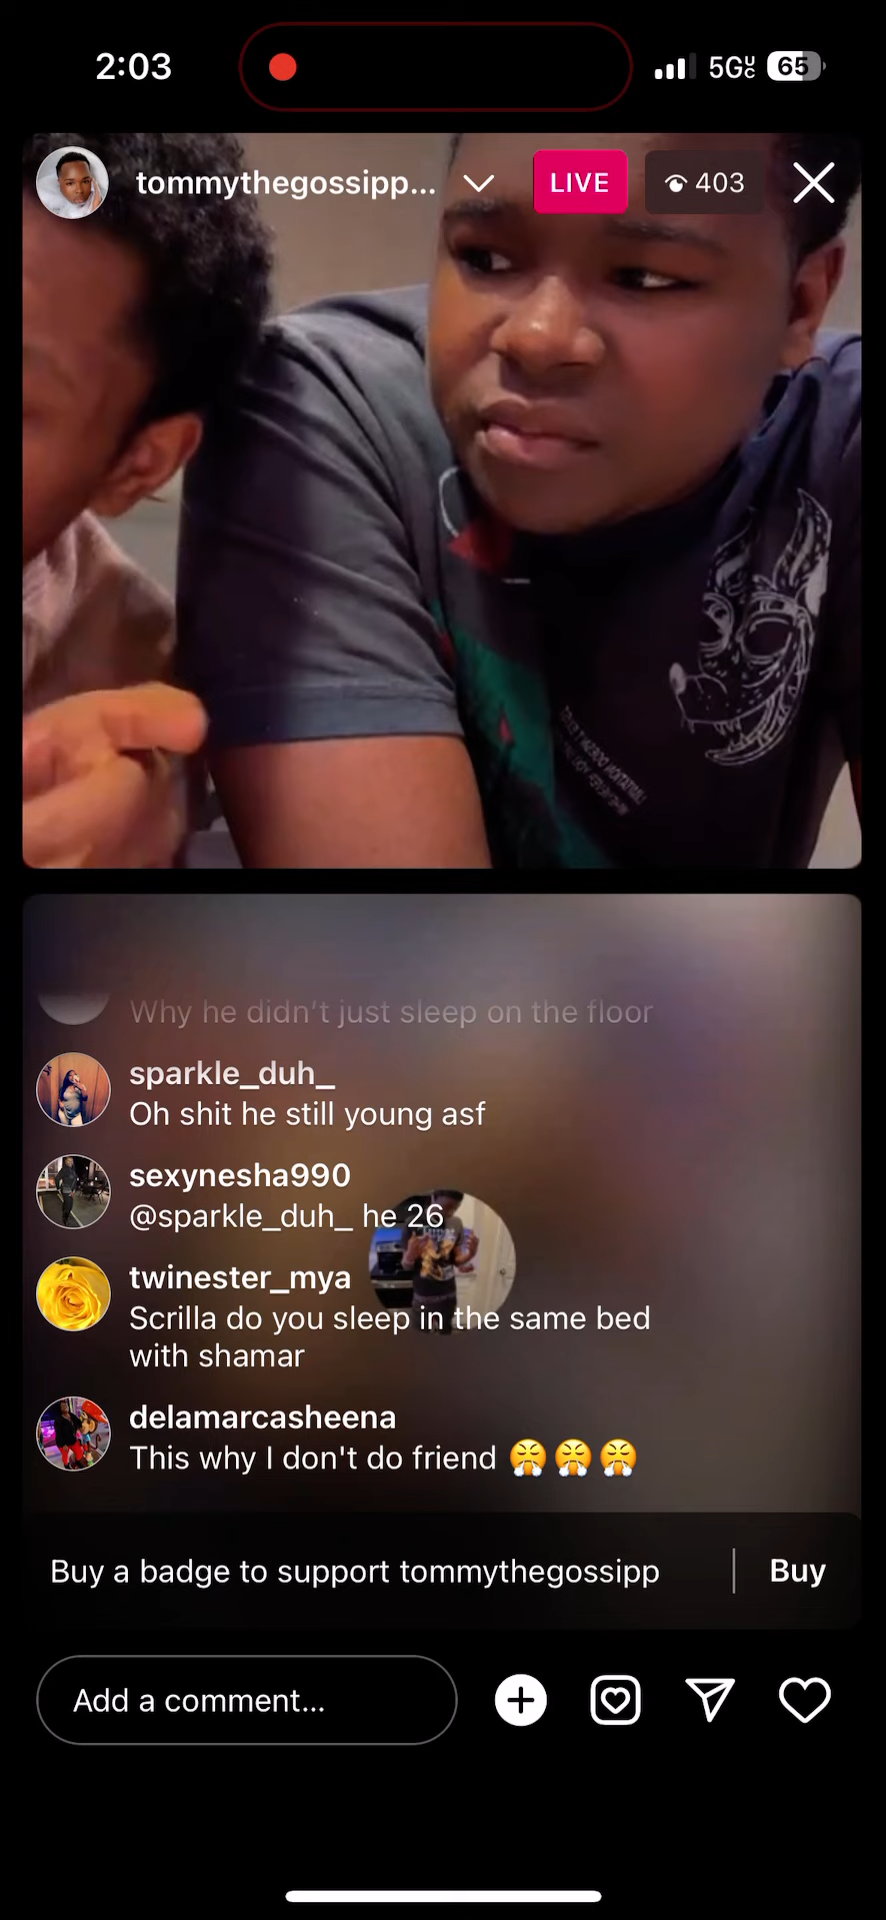 2:03
5GUC
65
tommythegossipp...
LIVE
403
Why he didn't just sleep on the floor
sparkle_duh_
Oh shit he still young asf
sexynesha990
@sparkle_duh_ he 26
twinester_mya
Scrilla do you sleep in the same bed
with shamar
delamarcasheena
This why I don't do friend 😤😤😤
Buy a badge to support tommythegossipp
Buy
Add a comment...